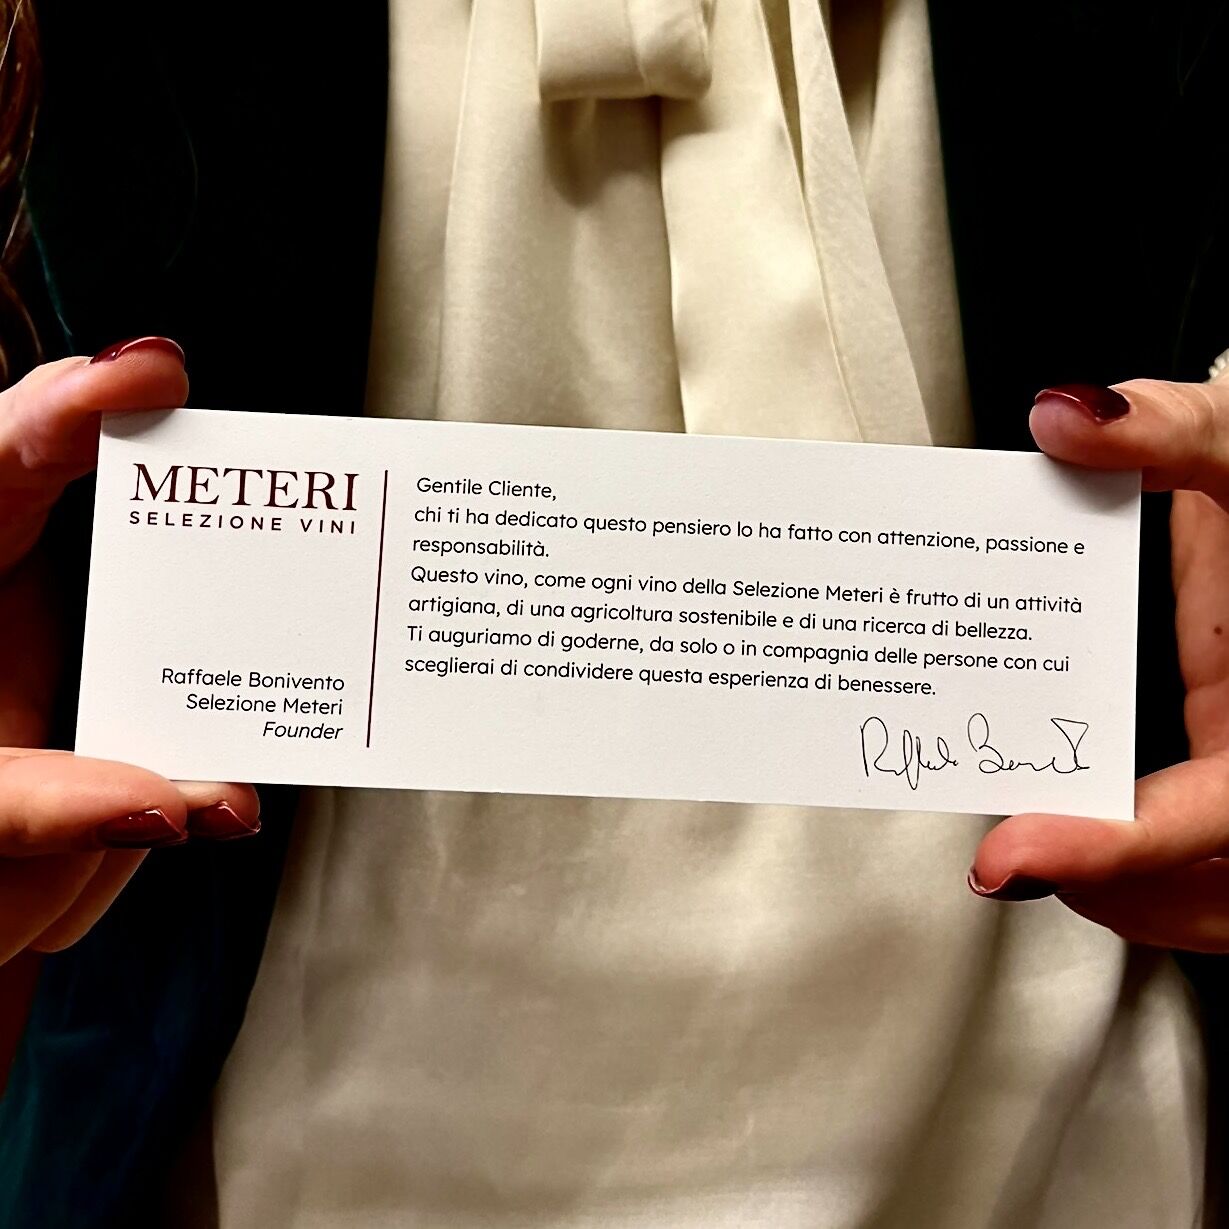 METERI
SELEZIONE VINI
Raffaele Bonivento
Selezione Meteri
Founder
Gentile Cliente,
chi ti ha dedicato questo pensiero lo ha fatto con attenzione, passione e
responsabilità.
Questo vino, come ogni vino della Selezione Meteri è frutto di un attività
artigiana, di una agricoltura sostenibile e di una ricerca di bellezza.
Ti auguriamo di goderne, da solo o in compagnia delle persone con cui
sceglierai di condividere questa esperienza di benessere.